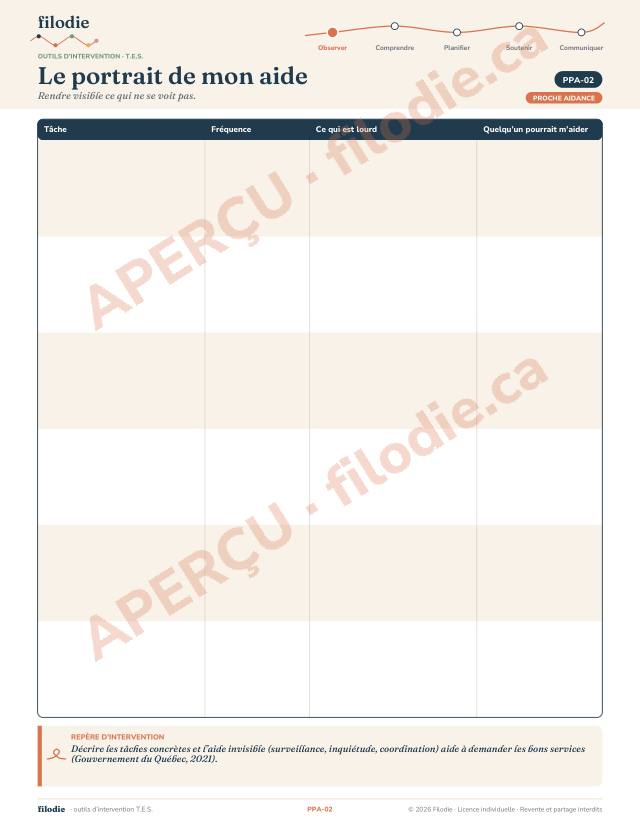 filodie
OUTILS D'INTERVENTION · T.E.S.
Observer Comprendre Planifier Soutenir Communiquer
Le portrait de mon aide
Rendre visible ce qui ne se voit pas.
PPA-02
PROCHE AIDANCE
Tâche Fréquence Ce qui est lourd Quelqu'un pourrait m'aider
APERÇU · filodie.ca
APERÇU · filodie.ca
REPÈRE D'INTERVENTION
Décrire les tâches concrètes et l'aide invisible (surveillance, inquiétude, coordination) aide à demander les bons services
(Gouvernement du Québec, 2021).
filodie · outils d'intervention T.E.S. PPA-02 © 2026 Filodie · Licence individuelle · Revente et partage interdits